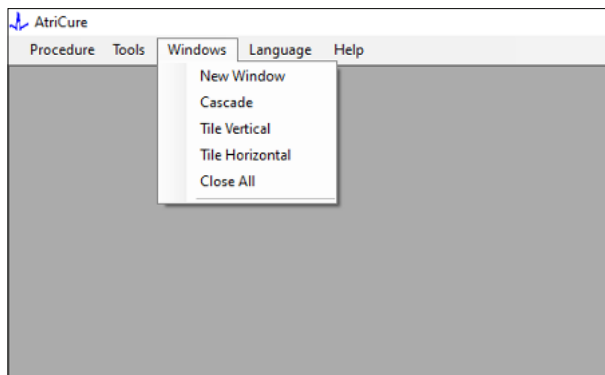 AtriCure
Procedure Tools Windows Language Help
New Window
Cascade
Tile Vertical
Tile Horizontal
Close All